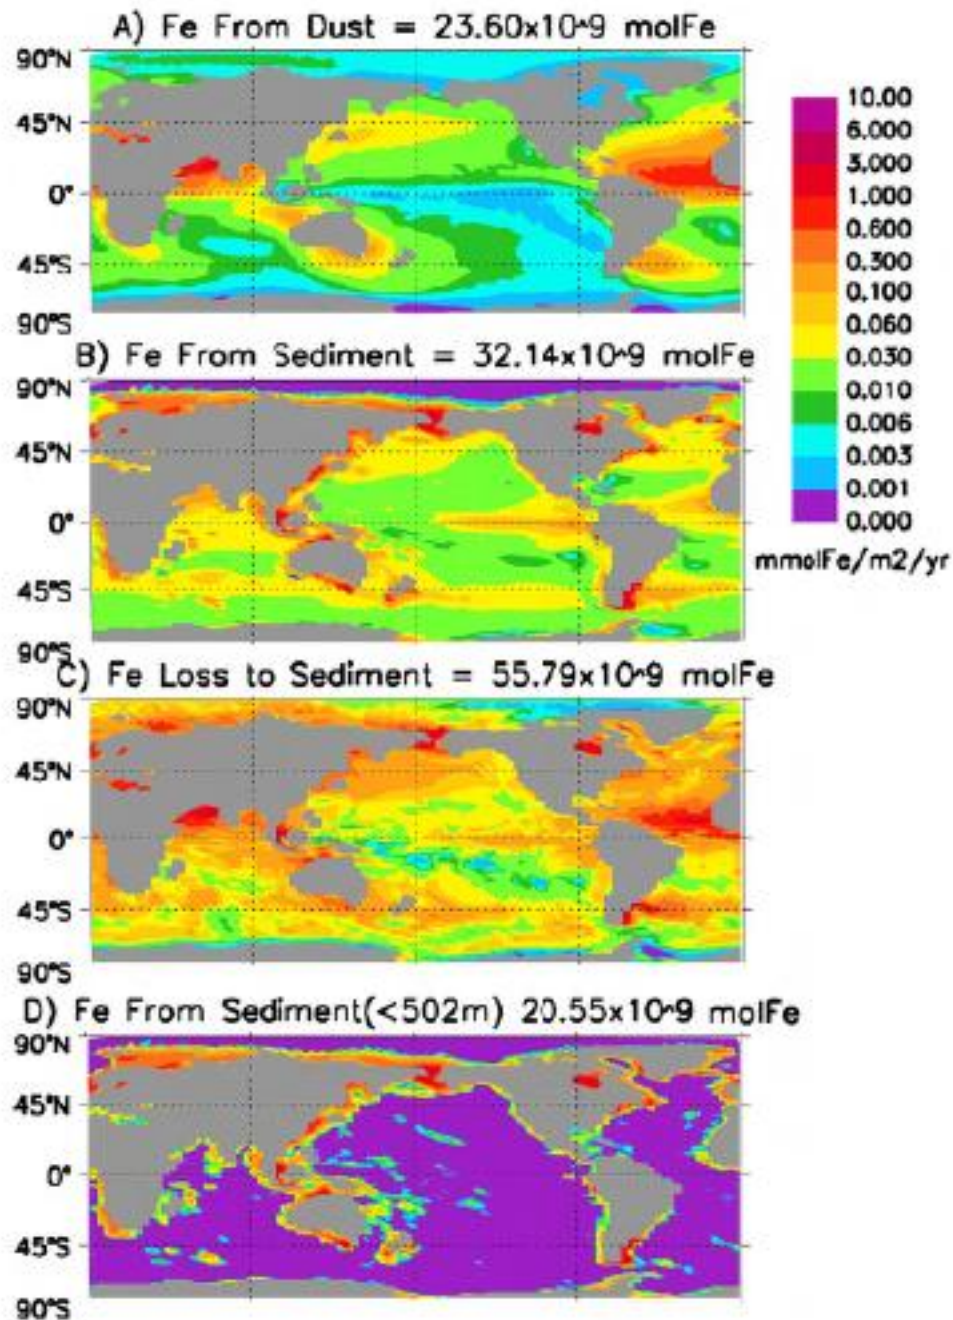 A) Fe From Dust = 23.60x10^9 molFe
90°N
45°N
0°
45°S
90°S
10.00
6.000
3.000
1.000
0.600
0.300
0.100
0.060
0.030
0.010
0.006
0.003
0.001
0.000
mmolFe/m2/yr
B) Fe From Sediment = 32.14x10^9 molFe
90°N
45°N
0°
45°S
90°S
C) Fe Loss to Sediment = 55.79x10^9 molFe
90°N
45°N
0°
45°S
90°S
D) Fe From Sediment(<502m) 20.55x10^9 molFe
90°N
45°N
0°
45°S
90°S